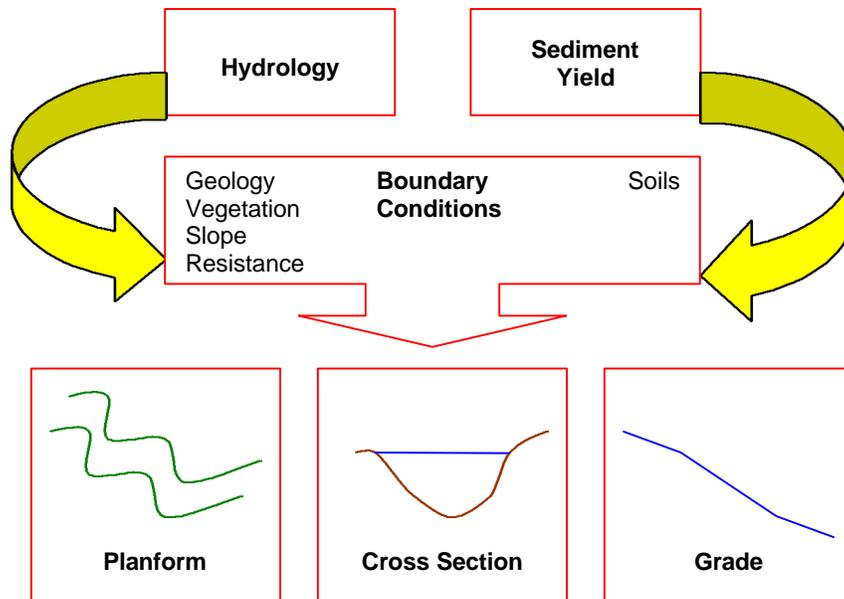 Hydrology
Sediment
Yield
Geology
Vegetation
Slope
Resistance
Boundary
Conditions
Soils
Planform
Cross Section
Grade